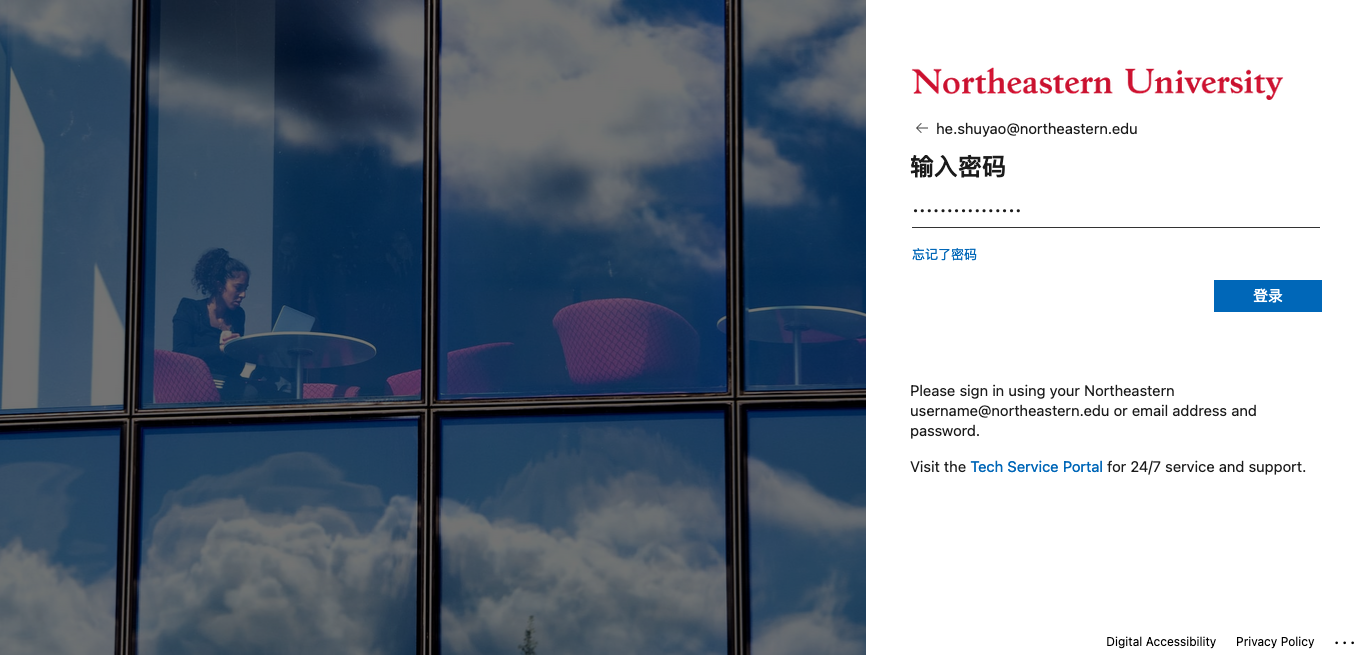 Northeastern University
he.shuyao@northeastern.edu
输入密码
忘记了密码
登录
Please sign in using your Northeastern
username@northeastern.edu or email address and
password.
Visit the Tech Service Portal for 24/7 service and support.
Digital Accessibility Privacy Policy